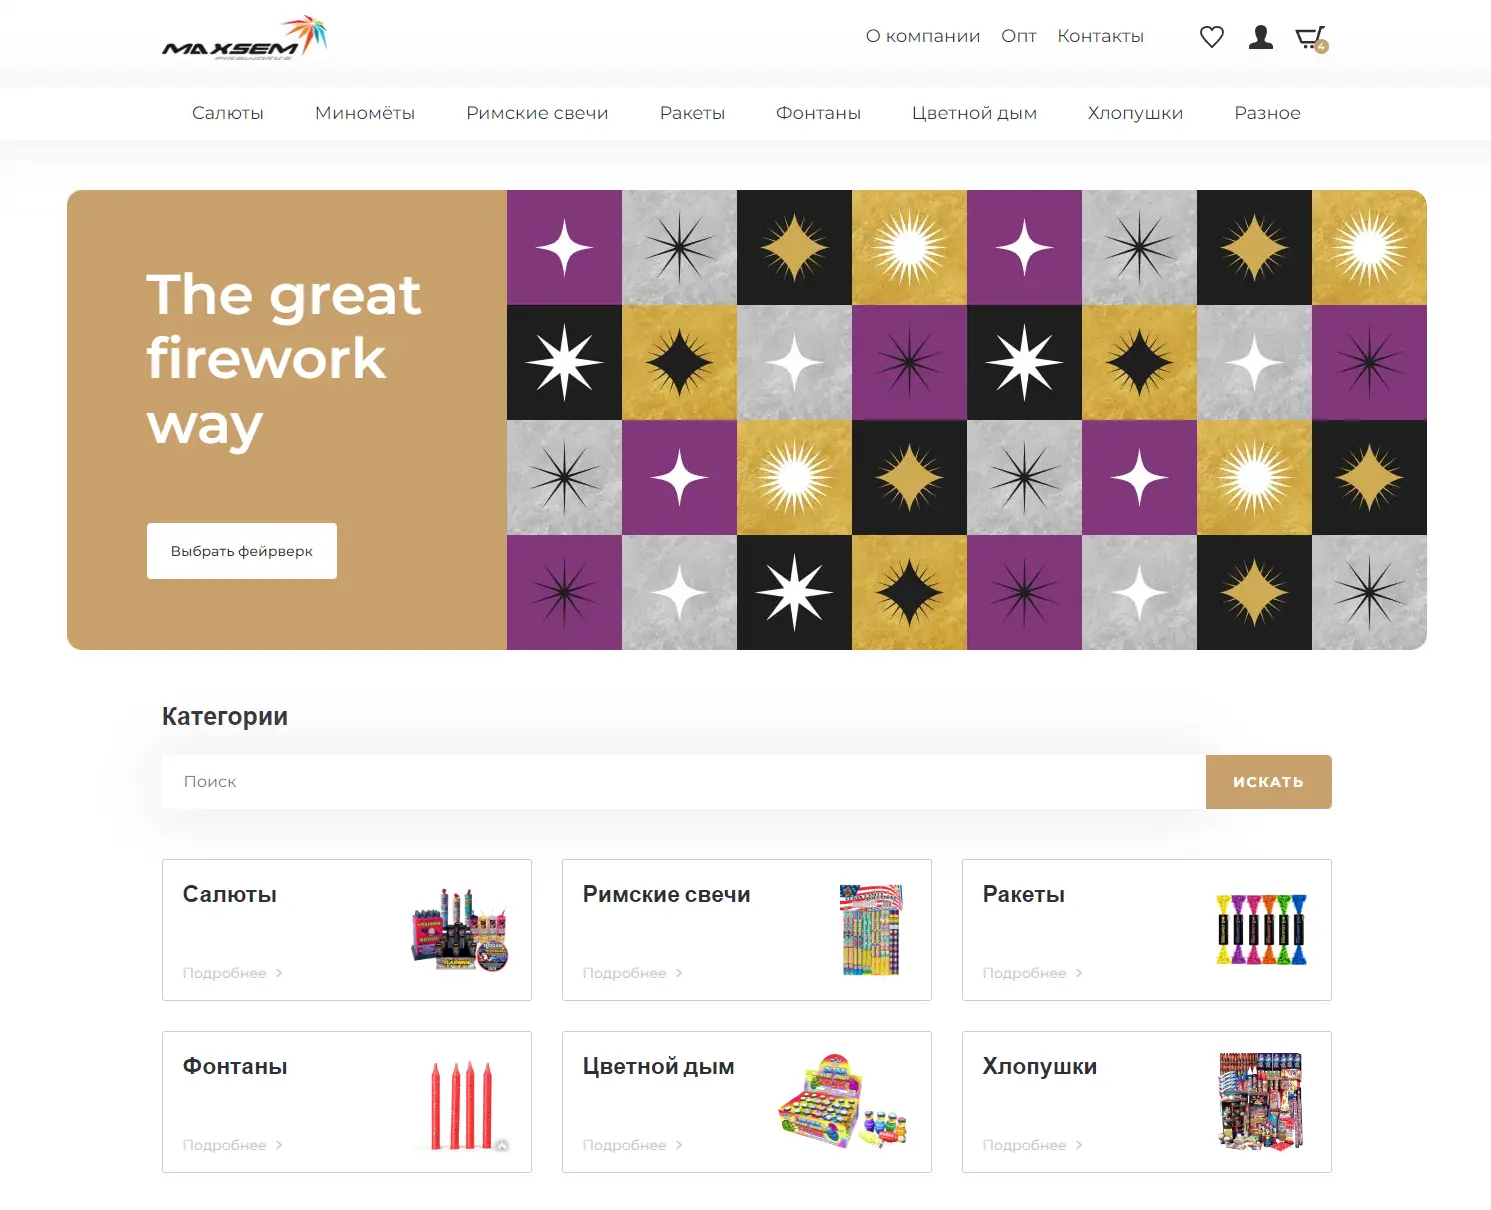 MAXSEM
FIREWORKS
О компании Опт Контакты
4
Салюты Миномёты Римские свечи Ракеты Фонтаны Цветной дым Хлопушки Разное
The great
firework
way
Выбрать фейрверк
Категории
Поиск
ИСКАТЬ
Салюты
Подробнее
Римские свечи
Подробнее
Ракеты
Подробнее
Фонтаны
Подробнее
Цветной дым
Подробнее
Хлопушки
Подробнее